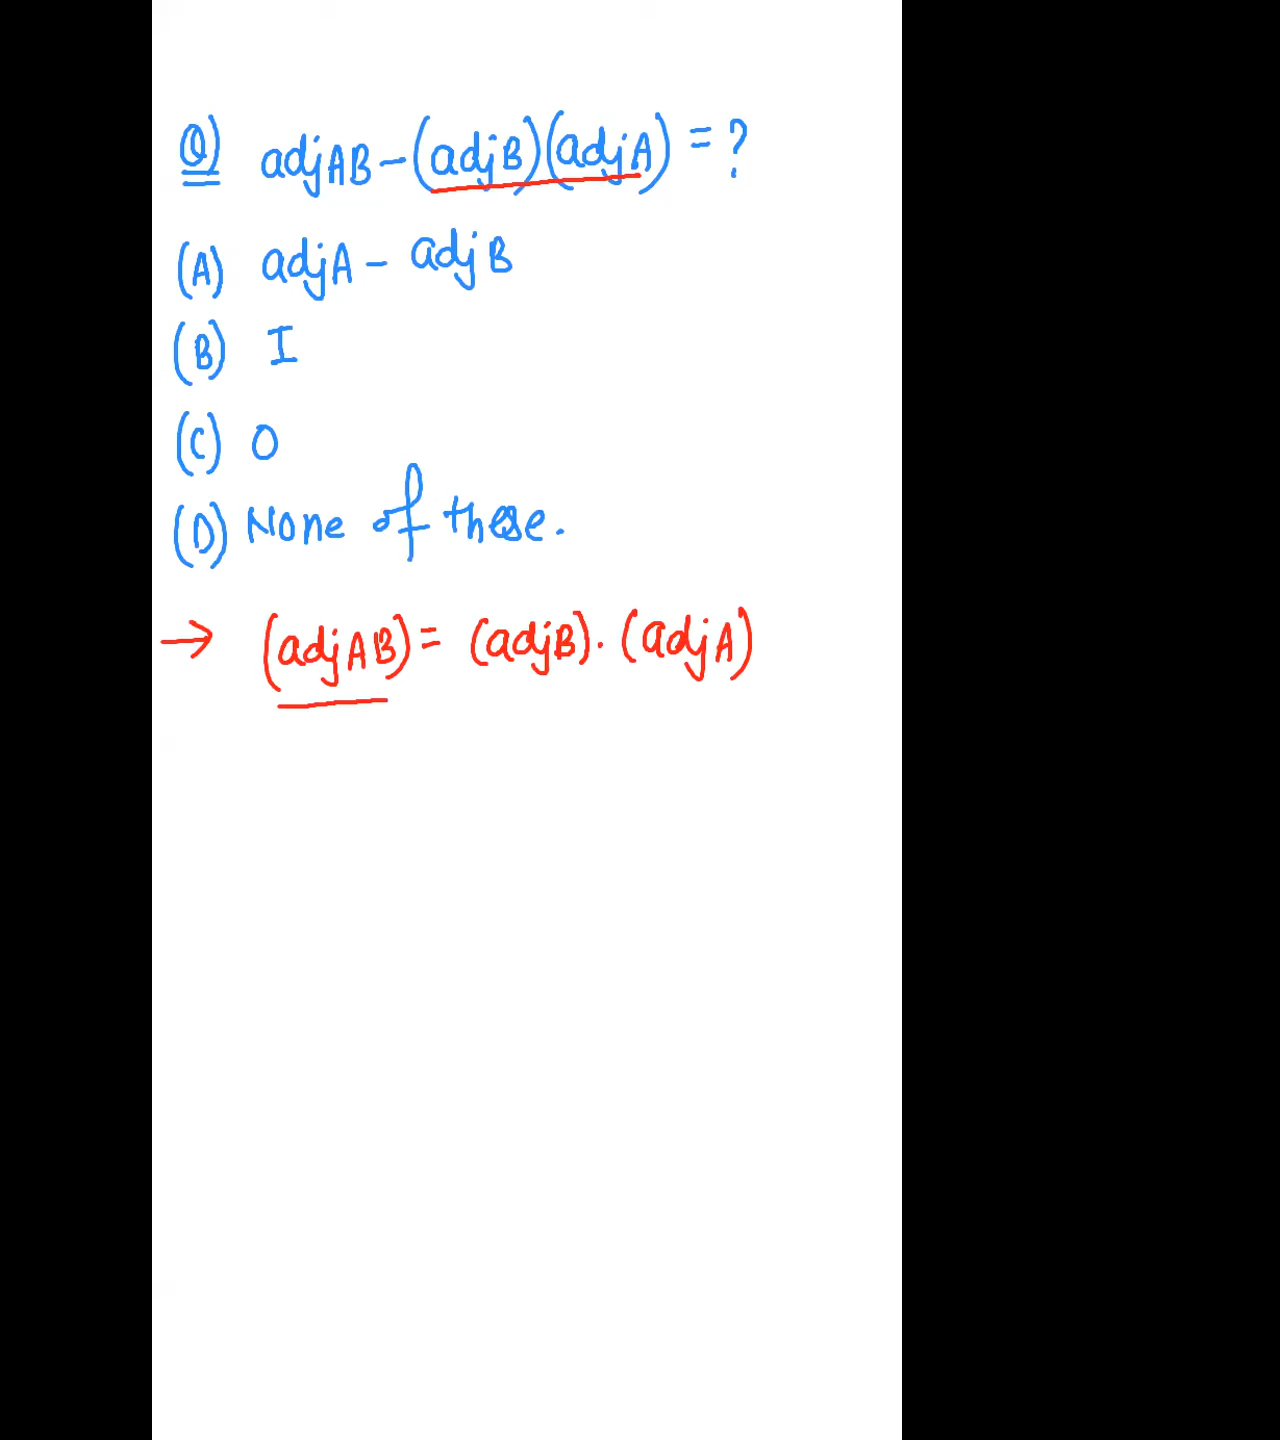 Q) adjAB - (adjB)(adjA) = ?
(A) adjA - adjB
(B) I
(C) O
(D) None of these.
→ (adjAB) = (adjB). (adjA)